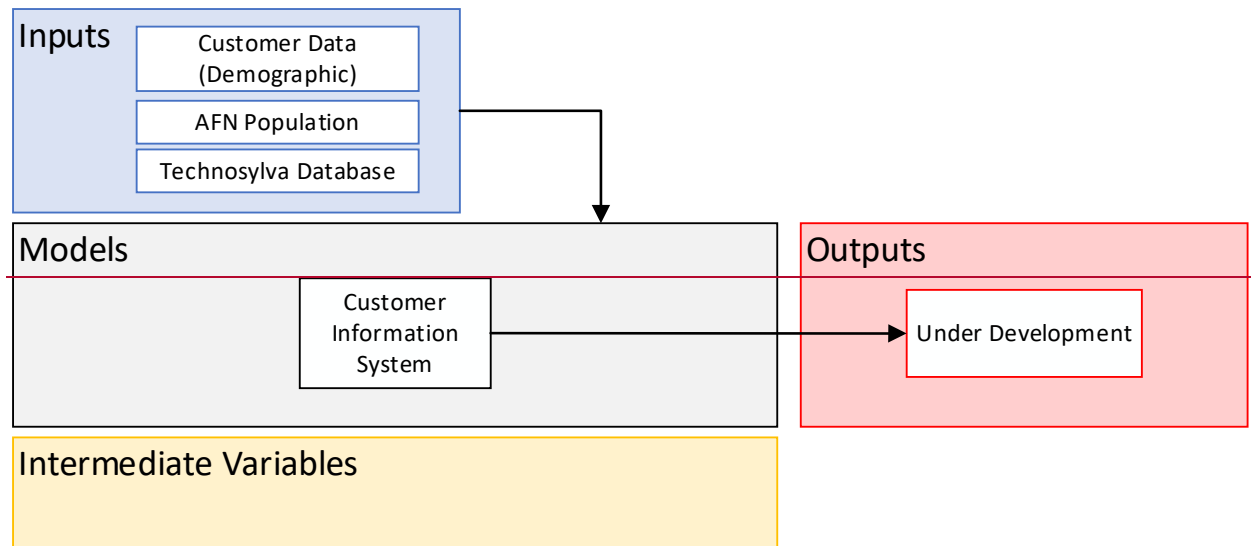 Inputs
Customer Data
(Demographic)
AFN Population
Technosylva Database
Models
Customer
Information
System
Outputs
Under Development
Intermediate Variables